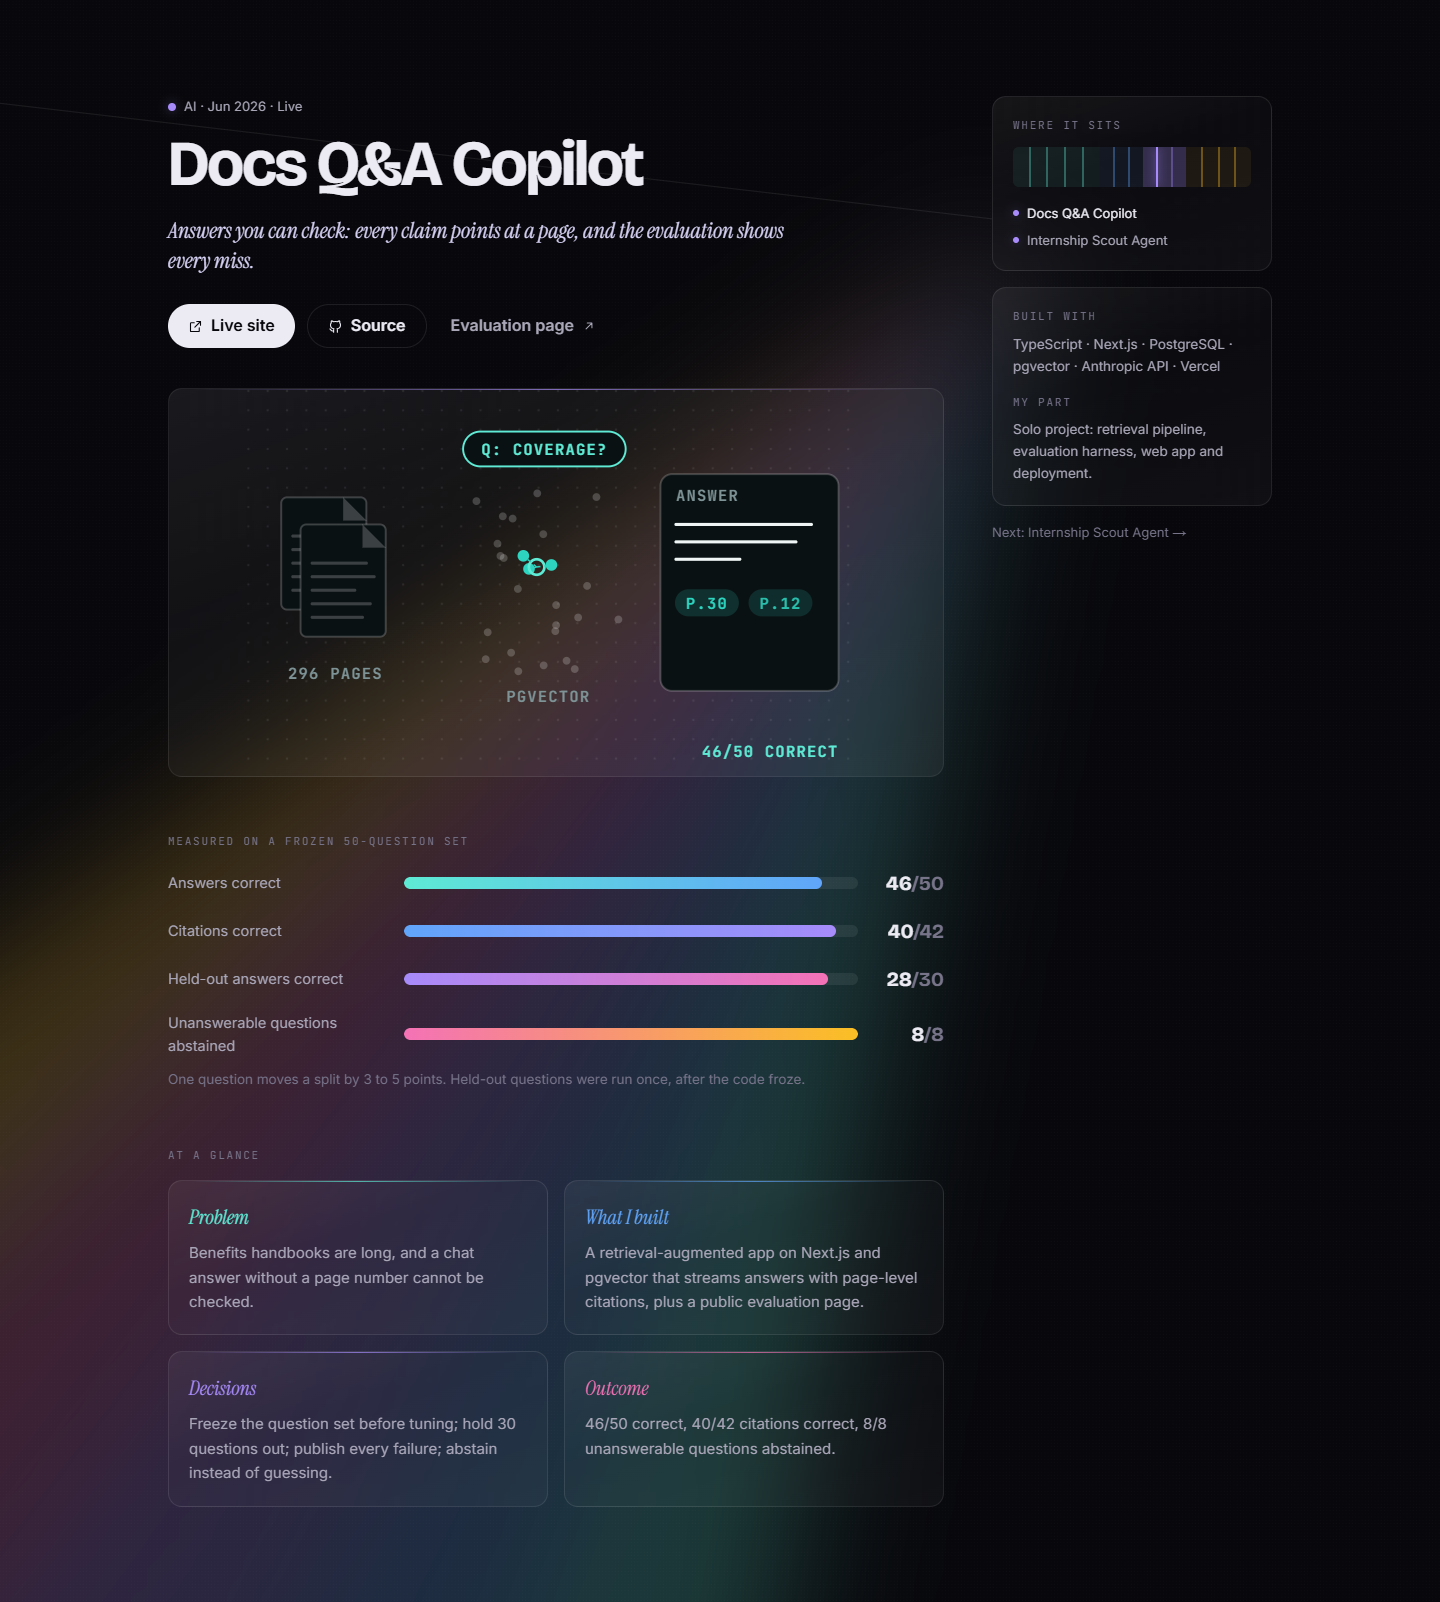 AI · Jun 2026 · Live
Docs Q&A Copilot
Answers you can check: every claim points at a page, and the evaluation shows
every miss.
Live site
Source
Evaluation page ↗
Q: COVERAGE?
ANSWER
P.30
P.12
296 PAGES
PGVECTOR
46/50 CORRECT
MEASURED ON A FROZEN 50-QUESTION SET
Answers correct 46/50
Citations correct 40/42
Held-out answers correct 28/30
Unanswerable questions
abstained 8/8
One question moves a split by 3 to 5 points. Held-out questions were run once, after the code froze.
AT A GLANCE
Problem
Benefits handbooks are long, and a chat
answer without a page number cannot be
checked.
What I built
A retrieval-augmented app on Next.js and
pgvector that streams answers with page-level
citations, plus a public evaluation page.
Decisions
Freeze the question set before tuning; hold 30
questions out; publish every failure; abstain
instead of guessing.
Outcome
46/50 correct, 40/42 citations correct, 8/8
unanswerable questions abstained.
WHERE IT SITS
Docs Q&A Copilot
Internship Scout Agent
BUILT WITH
TypeScript · Next.js · PostgreSQL ·
pgvector · Anthropic API · Vercel
MY PART
Solo project: retrieval pipeline,
evaluation harness, web app and
deployment.
Next: Internship Scout Agent →